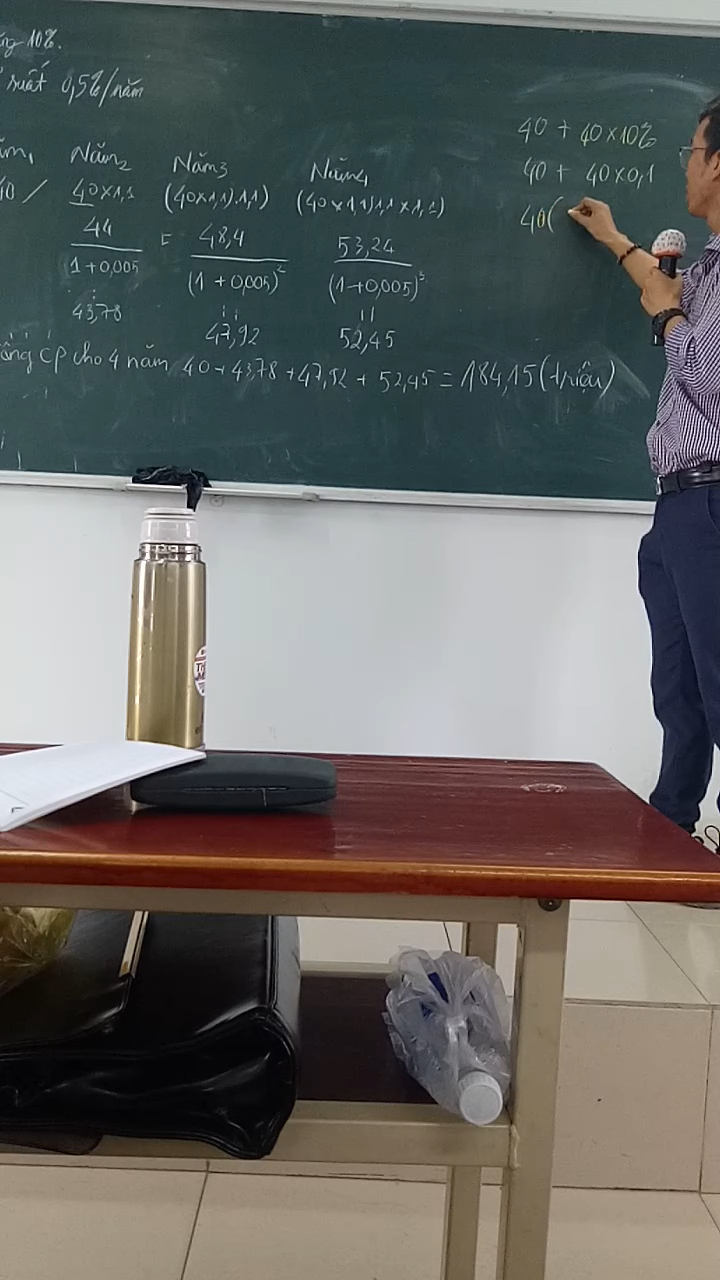 10%.
suất 0,5%/năm
40 + 40×10%
40 + 40×0,1
40(
Năm2 Năm3 Năm4
40 / 40×1,1 (40×1,1).1,1) (40×1,1)1,1×1,1)
44 = 48,4 53,24
1+0,005 (1+0,005)² (1+0,005)³
43,78 47,92 52,45
CP cho 4 năm 40+43,78+47,92+52,45=184,15(triệu)